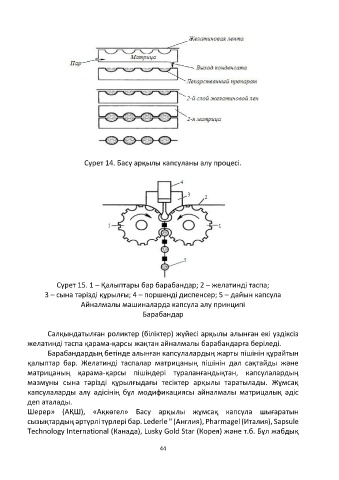 Желатиновая лента
Матрица
Пар
Выход конденсата
Лекарственный препарат
2-й слой желатиновой лен
2-я матрица
Сурет 14. Басу арқылы капсуланы алу процесі.
4
3
2
1
1
5
Сурет 15. 1 – Қалыптары бар барабандар; 2 – желатинді таспа;
3 – сына тәрізді құрылғы; 4 – поршенді диспенсер; 5 – дайын капсула
Айналмалы машиналарда капсула алу принципі
Барабандар
Салқындатылған роликтер (біліктер) жүйесі арқылы алынған екі үздіксіз
желатинді таспа қарама-қарсы жақтан айналмалы барабандарға беріледі.
Барабандардың бетінде алынған капсулалардың жарты пішінін құрайтын
қалыптар бар. Желатинді таспалар матрицаның пішінін дәл сақтайды және
матрицаның қарама-қарсы пішіндері тураланғандықтан, капсулалардың
мазмұны сына тәрізді құрылғыдағы тесіктер арқылы таратылады. Жұмсақ
капсулаларды алу әдісінің бұл модификациясы айналмалы матрицалық әдіс
деп аталады.
Шерер» (АҚШ), «Аққөгел» Басу арқылы жұмсақ капсула шығаратын
сызықтардың әртүрлі түрлері бар. Lederle " (Англия), Pharmagel (Италия), Sapsule
Technology International (Канада), Lusky Gold Star (Корея) және т.б. Бұл жабдық
44